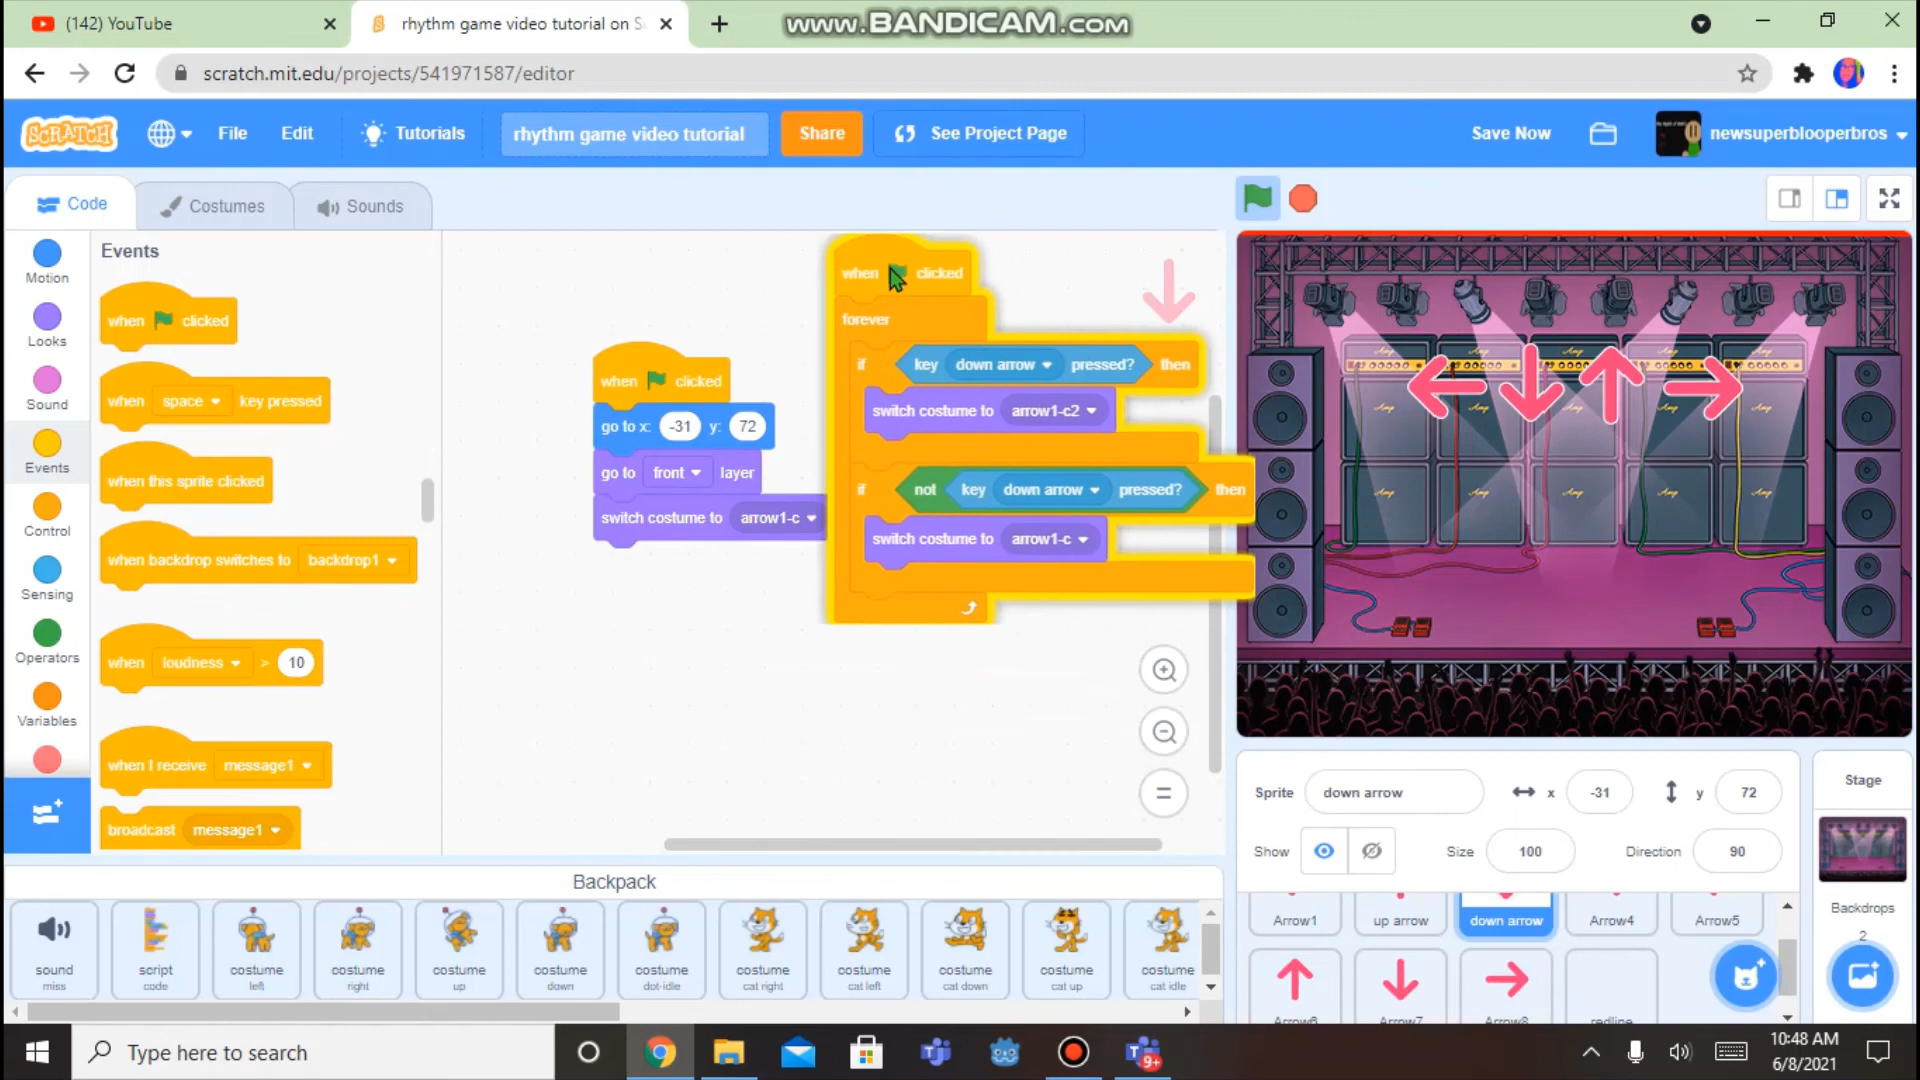 (142) YouTube
rhythm game video tutorial on S
www.BANDICAM.com
scratch.mit.edu/projects/541971587/editor
SCRATCH
File
Edit
Tutorials
rhythm game video tutorial
Share
See Project Page
Save Now
newsuperblooperbros
Code
Costumes
Sounds
Motion
Looks
Sound
Events
Control
Sensing
Operators
Variables
Events
when clicked
when space key pressed
when this sprite clicked
when backdrop switches to backdrop1
when loudness > 10
when I receive message1
broadcast message1
when clicked
go to x: -31 y: 72
go to front layer
switch costume to arrow1-c
when clicked
forever
if key down arrow pressed? then
switch costume to arrow1-c2
if not key down arrow pressed? then
switch costume to arrow1-c
Sprite down arrow x -31 y 72
Show Size 100 Direction 90
Arrow1
up arrow
down arrow
Arrow4
Arrow5
Arrow6
Arrow7
Arrow8
redline
Stage
Backdrops
2
Backpack
sound
miss
script
code
costume
left
costume
right
costume
up
costume
down
costume
dot-idle
costume
cat right
costume
cat left
costume
cat down
costume
cat up
costume
cat idle
Type here to search
9+
10:48 AM
6/8/2021